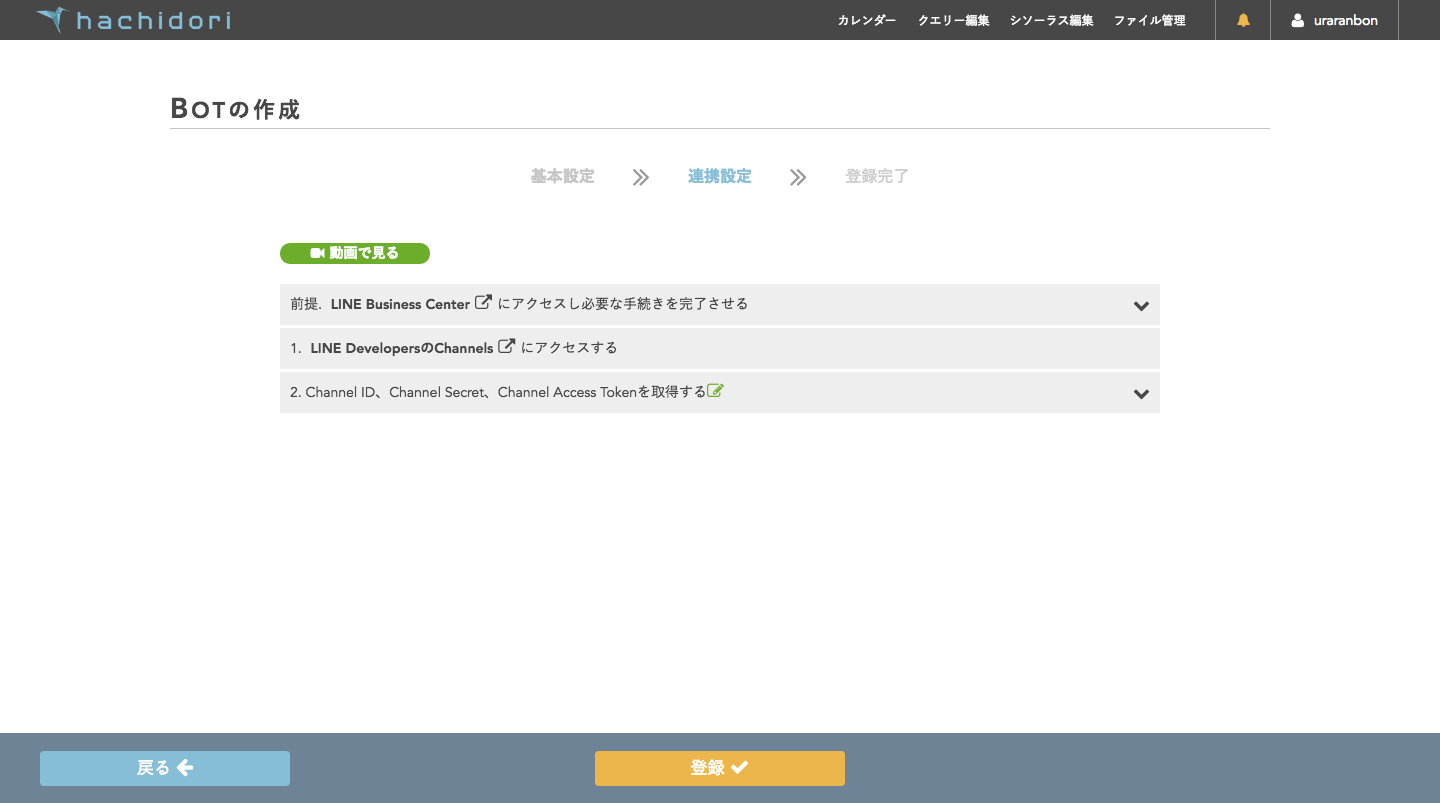 hachidori
カレンダー クエリー編集 シソーラス編集 ファイル管理 uraranbon
Botの作成
基本設定 連携設定 登録完了
動画で見る
前提. LINE Business Center にアクセスし必要な手続きを完了させる
1. LINE DevelopersのChannels にアクセスする
2. Channel ID、Channel Secret、Channel Access Tokenを取得する
戻る 登録